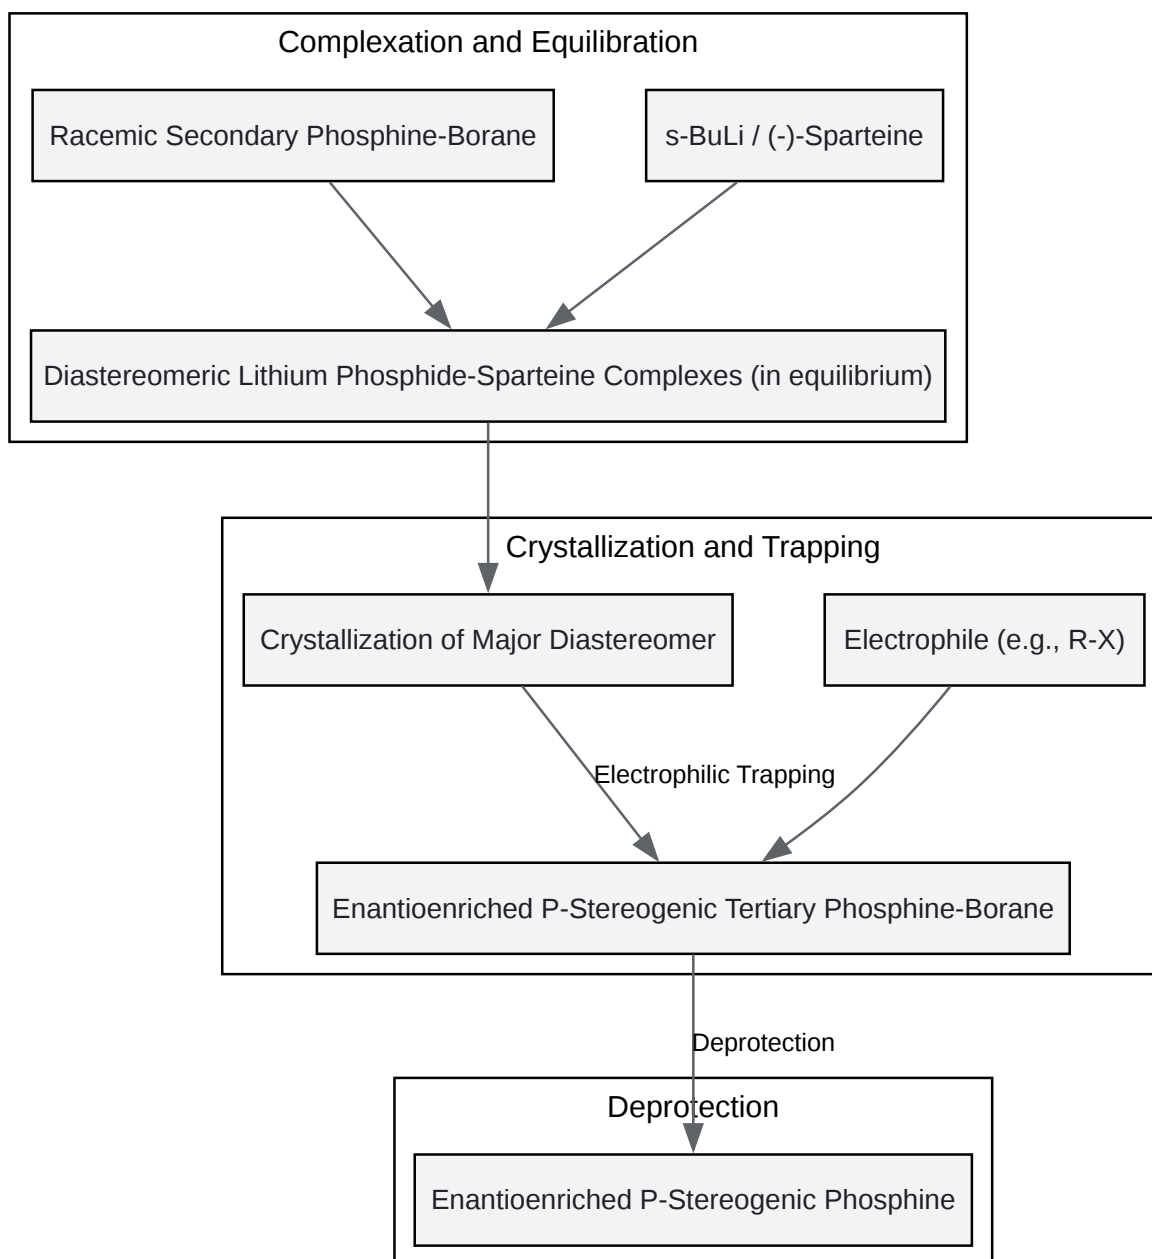 Complexation and Equilibration
Racemic Secondary Phosphine-Borane
s-BuLi / (-)-Sparteine
Diastereomeric Lithium Phosphide-Sparteine Complexes (in equilibrium)
Crystallization and Trapping
Crystallization of Major Diastereomer
Electrophile (e.g., R-X)
Electrophilic Trapping
Enantioenriched P-Stereogenic Tertiary Phosphine-Borane
Deprotection
Deprotection
Enantioenriched P-Stereogenic Phosphine